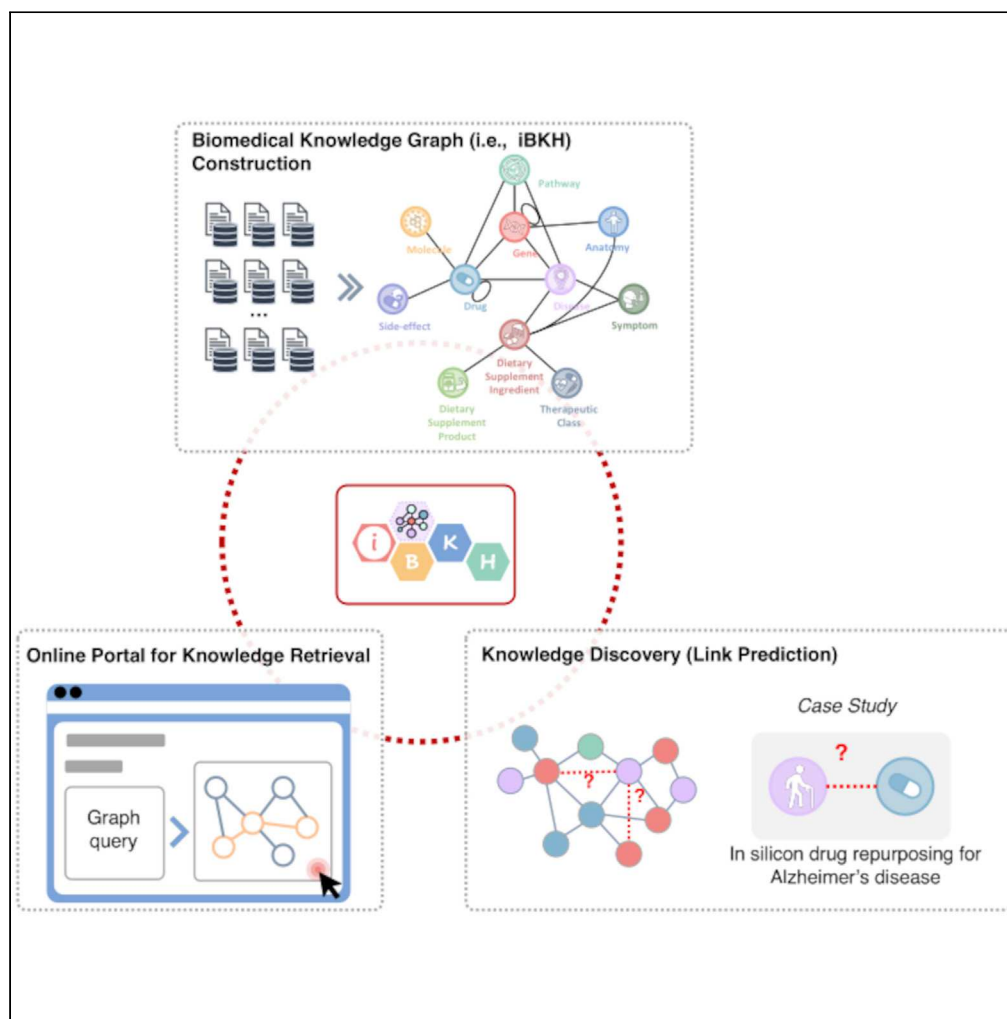 Biomedical Knowledge Graph (i.e., iBKH)
Construction
Pathway
Molecule
Gene
Anatomy
...
Side-effect
Drug
Disease
Symptom
Dietary
Supplement
Ingredient
Dietary
Supplement
Product
Therapeutic
Class
i
B
K
H
Online Portal for Knowledge Retrieval
Graph
query
Knowledge Discovery (Link Prediction)
Case Study
?
?
?
In silicon drug repurposing for
Alzheimer's disease